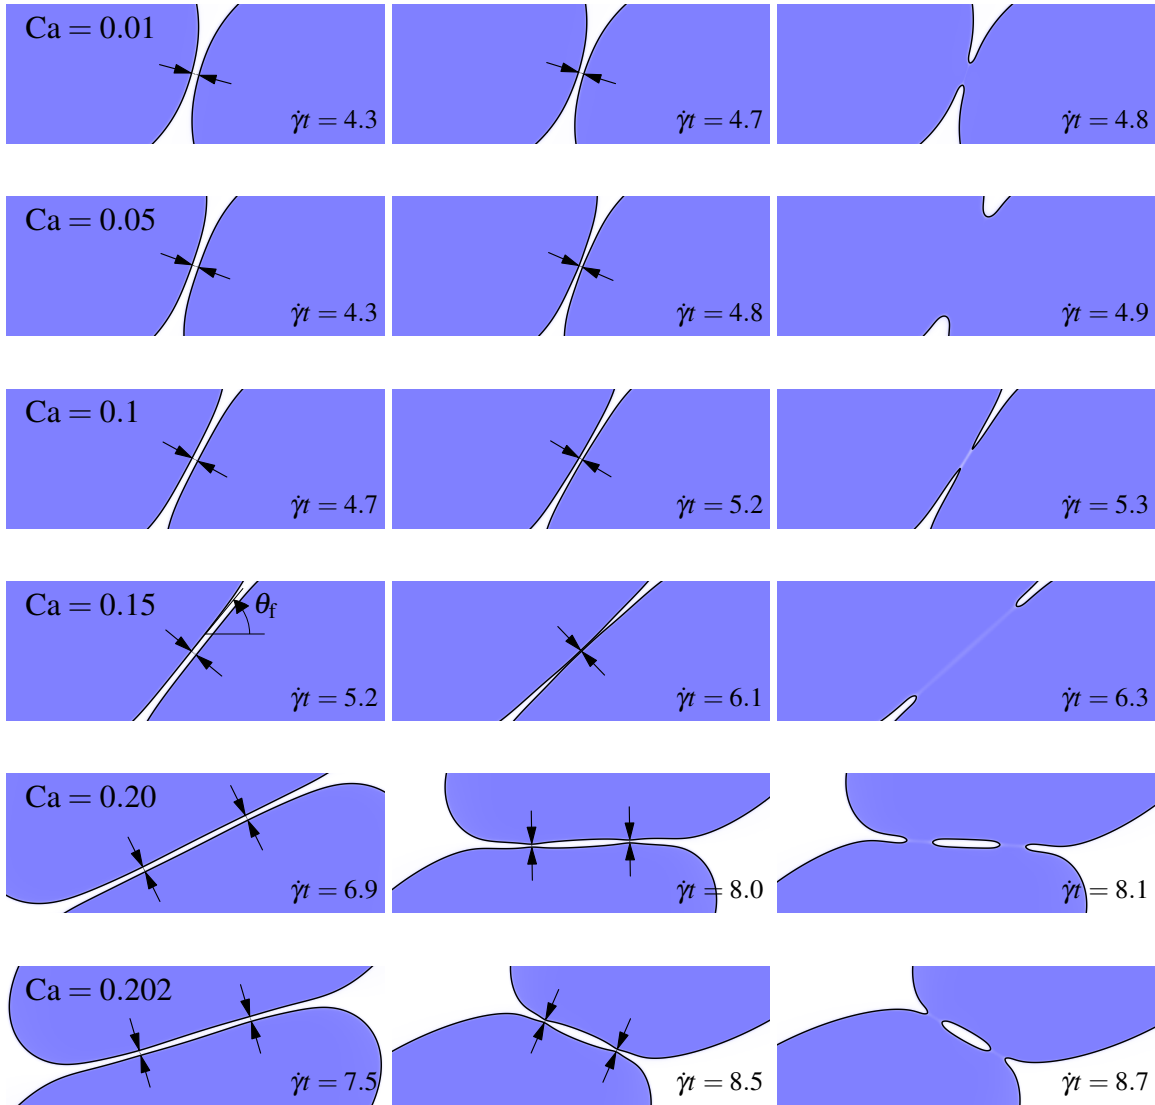 Ca = 0.01
γ̇t = 4.3
γ̇t = 4.7
γ̇t = 4.8
Ca = 0.05
γ̇t = 4.3
γ̇t = 4.8
γ̇t = 4.9
Ca = 0.1
γ̇t = 4.7
γ̇t = 5.2
γ̇t = 5.3
Ca = 0.15
θf
γ̇t = 5.2
γ̇t = 6.1
γ̇t = 6.3
Ca = 0.20
γ̇t = 6.9
γ̇t = 8.0
γ̇t = 8.1
Ca = 0.202
γ̇t = 7.5
γ̇t = 8.5
γ̇t = 8.7